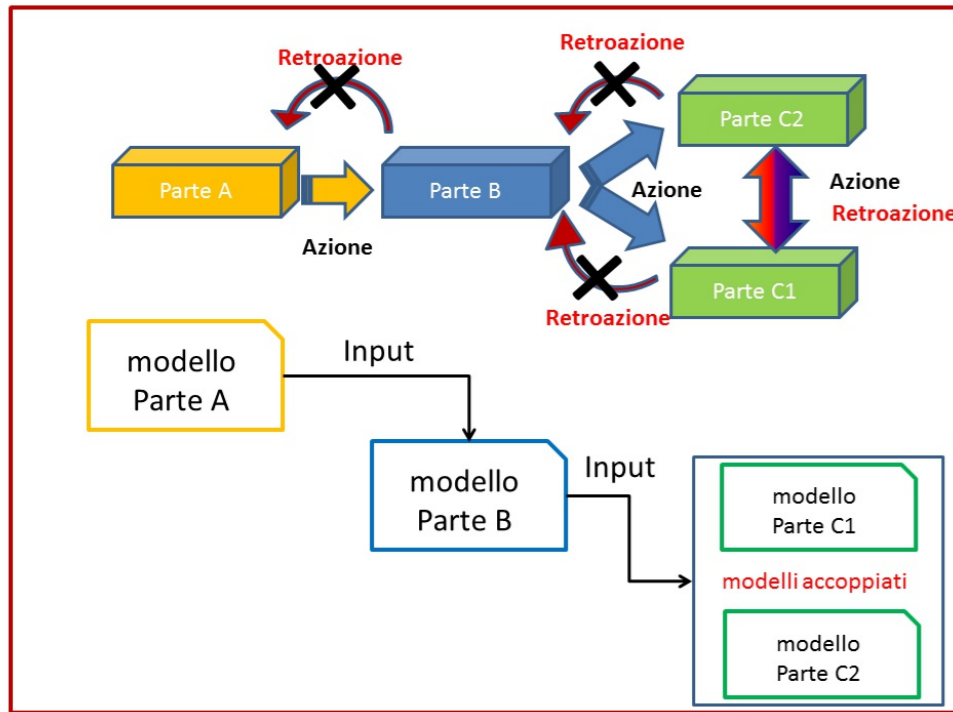 Retroazione
Retroazione
Parte C2
Parte A
Parte B
Azione
Azione
Retroazione
Azione
Parte C1
Retroazione
modello
Parte A
Input
modello
Parte B
Input
modello
Parte C1
modelli accoppiati
modello
Parte C2